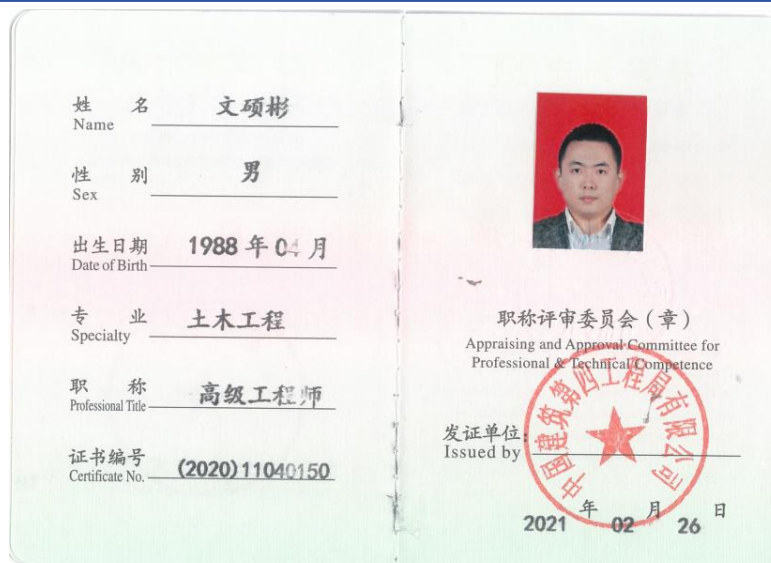 姓 名 文硕彬
Name
性 别 男
Sex
出生日期 1988 年 04 月
Date of Birth
专 业 土木工程
Specialty
职 称 高级工程师
Professional Title
证书编号 (2020)11040150
Certificate No.
职称评审委员会(章)
Appraising and Approval Committee for
Professional & Technical Competence
中国建筑第四工程局有限公司
发证单位:
Issued by
2021 年 02 月 26 日